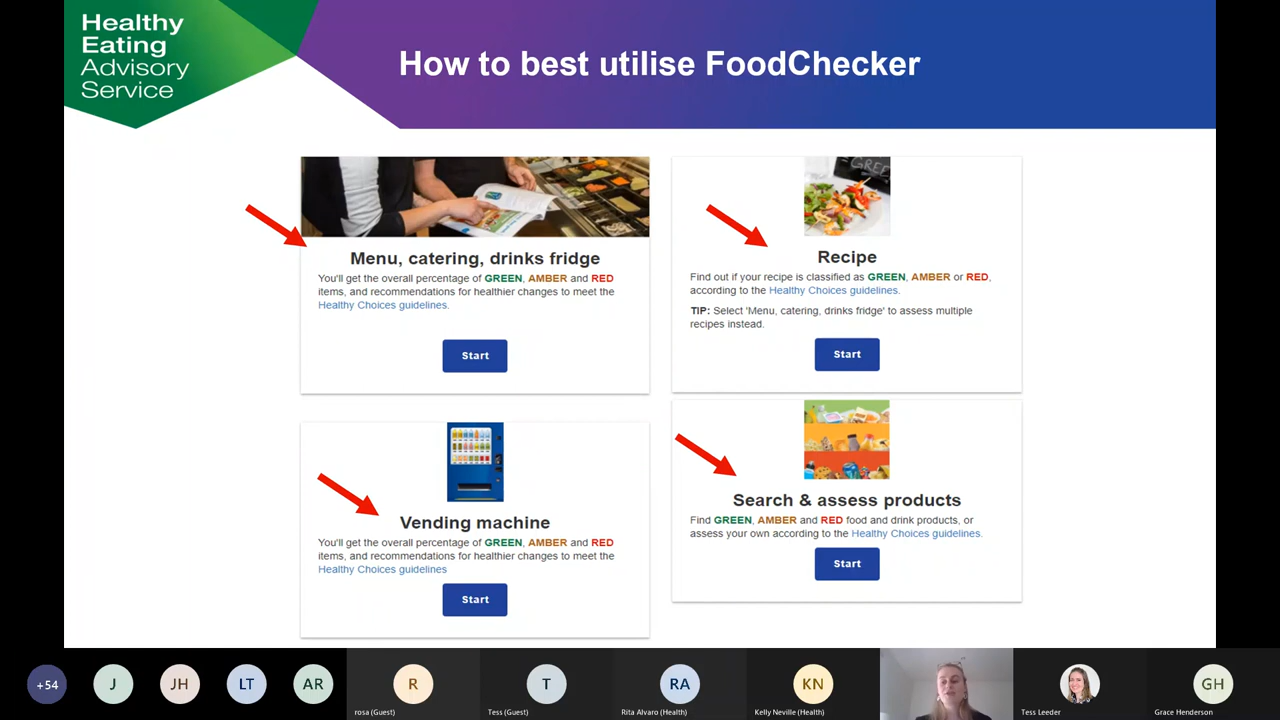 Healthy
Eating
Advisory
Service
How to best utilise FoodChecker
Menu, catering, drinks fridge
You'll get the overall percentage of GREEN, AMBER and RED
items, and recommendations for healthier changes to meet the
Healthy Choices guidelines.
Start
GREE
Recipe
Find out if your recipe is classified as GREEN, AMBER or RED,
according to the Healthy Choices guidelines.
TIP: Select 'Menu, catering, drinks fridge' to assess multiple
recipes instead.
Start
Vending machine
You'll get the overall percentage of GREEN, AMBER and RED
items, and recommendations for healthier changes to meet the
Healthy Choices guidelines
Start
Search & assess products
Find GREEN, AMBER and RED food and drink products, or
assess your own according to the Healthy Choices guidelines.
Start
+54
J
JH
LT
AR
R
rosa (Guest)
T
Tess (Guest)
RA
Rita Alvaro (Health)
KN
Kelly Neville (Health)
Tess Leeder
GH
Grace Henderson